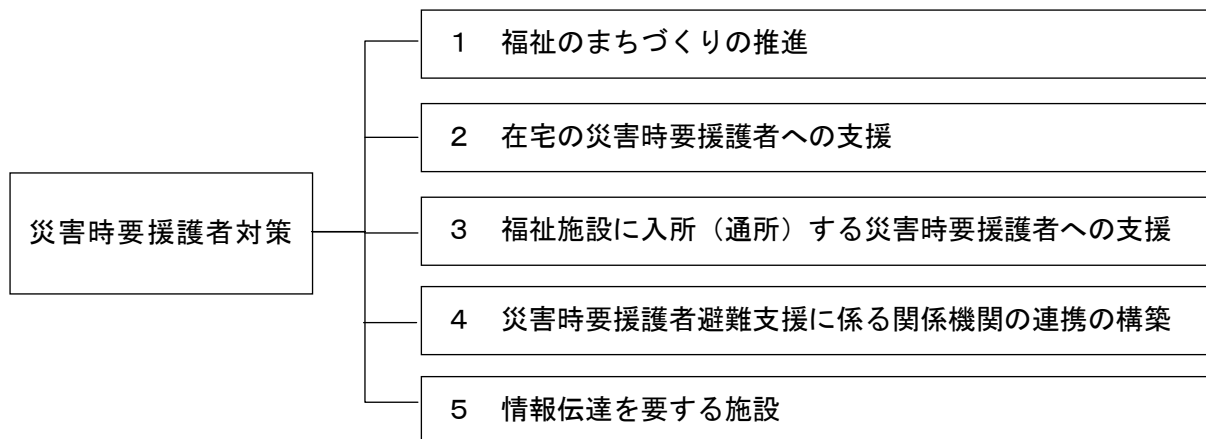 災害時要援護者対策
１　福祉のまちづくりの推進
２　在宅の災害時要援護者への支援
３　福祉施設に入所（通所）する災害時要援護者への支援
４　災害時要援護者避難支援に係る関係機関の連携の構築
５　情報伝達を要する施設